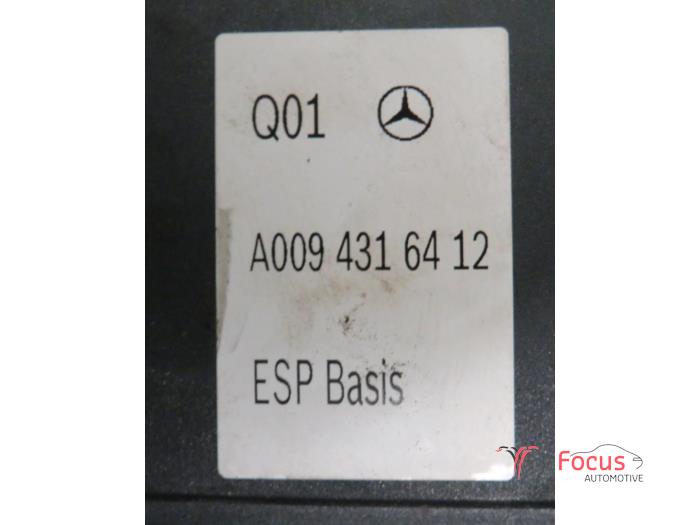 Q01
A009 431 64 12
ESP Basis
Focus
AUTOMOTIVE